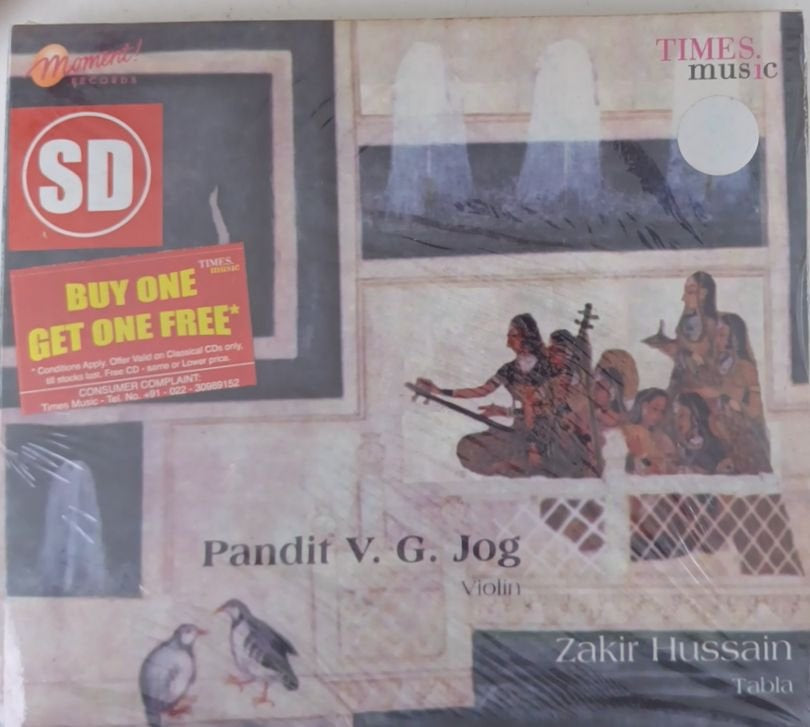 Moment!
RECORDS
TIMES.
music
SD
TIMES.
music
BUY ONE
GET ONE FREE*
* Conditions Apply. Offer Valid on Classical CDs only,
till stocks last. Free CD - same or Lower price.
CONSUMER COMPLAINT:
Times Music - Tel. No. +91 - 022 - 30989152
Pandit V. G. Jog
Violin
Zakir Hussain
Tabla